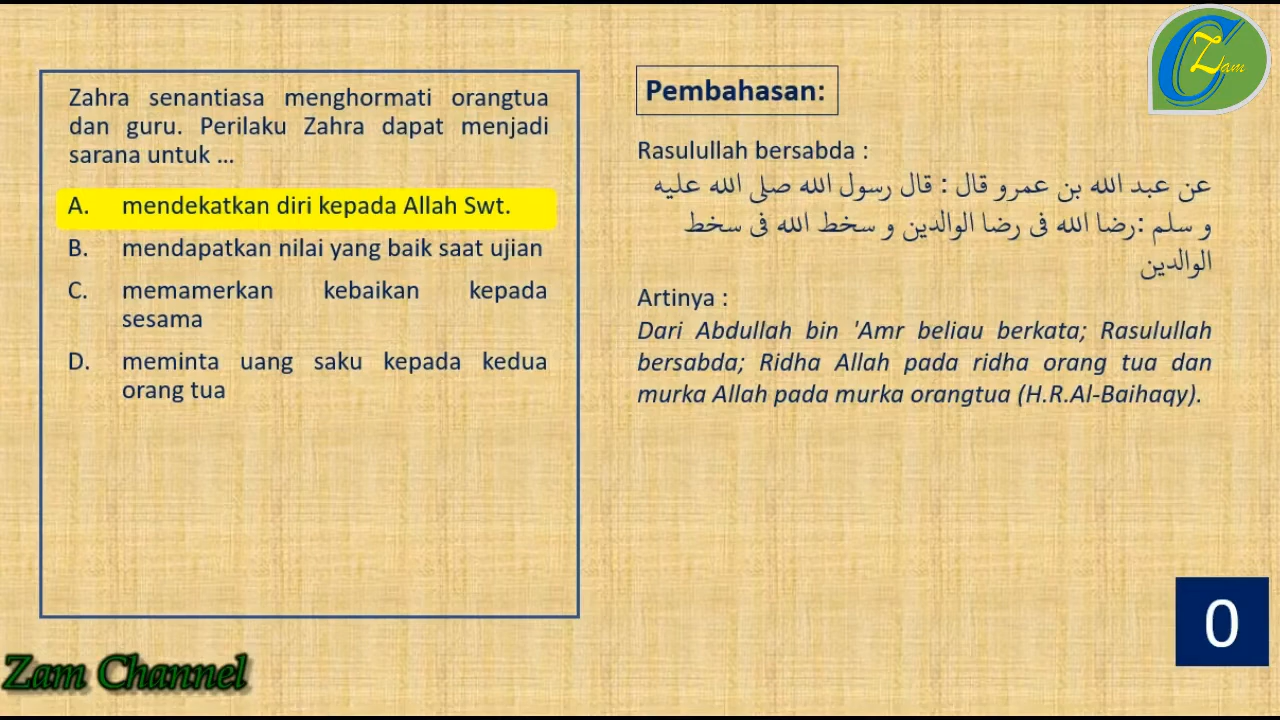 Zahra senantiasa menghormati orangtua
dan guru. Perilaku Zahra dapat menjadi
sarana untuk ...
A. mendekatkan diri kepada Allah Swt.
B. mendapatkan nilai yang baik saat ujian
C. memamerkan kebaikan kepada
sesama
D. meminta uang saku kepada kedua
orang tua
Pembahasan:
Rasulullah bersabda :
عن عبد الله بن عمرو قال : قال رسول الله صلى الله عليه
و سلم :رضا الله فى رضا الوالدين و سخط الله فى سخط
الوالدين
Artinya :
Dari Abdullah bin 'Amr beliau berkata; Rasulullah
bersabda; Ridha Allah pada ridha orang tua dan
murka Allah pada murka orangtua (H.R.Al-Baihaqy).
C Zam
0
Zam Channel